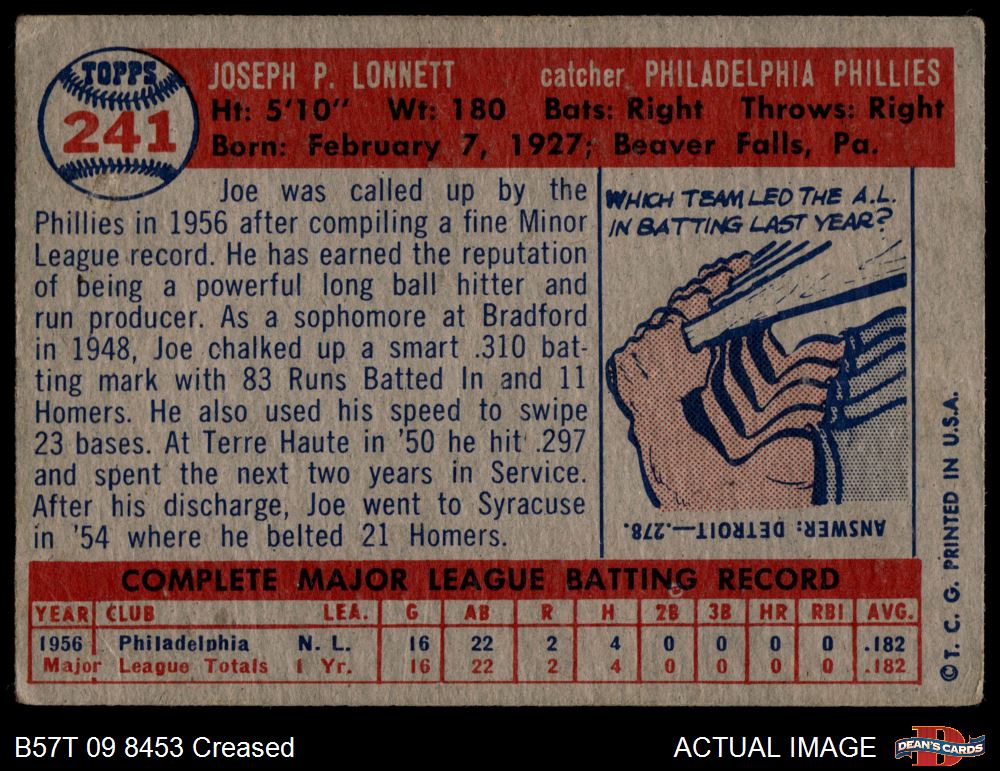 TOPPS
241
JOSEPH P. LONNETT catcher PHILADELPHIA PHILLIES
Ht: 5'10" Wt: 180 Bats: Right Throws: Right
Born: February 7, 1927; Beaver Falls, Pa.
Joe was called up by the
Phillies in 1956 after compiling a fine Minor
League record. He has earned the reputation
of being a powerful long ball hitter and
run producer. As a sophomore at Bradford
in 1948, Joe chalked up a smart .310 bat-
ting mark with 83 Runs Batted In and 11
Homers. He also used his speed to swipe
23 bases. At Terre Haute in '50 he hit .297
and spent the next two years in Service.
After his discharge, Joe went to Syracuse
in '54 where he belted 21 Homers.
WHICH TEAM LED THE A.L.
IN BATTING LAST YEAR?
ANSWER: DETROIT—.278.
COMPLETE MAJOR LEAGUE BATTING RECORD
YEAR CLUB LEA. G AB R H 2B 3B HR RBI AVG.
1956 Philadelphia N. L. 16 22 2 4 0 0 0 0 .182
Major League Totals 1 Yr. 16 22 2 4 0 0 0 0 .182
© T. C. G. PRINTED IN U.S.A.
B57T 09 8453 Creased
ACTUAL IMAGE
DEAN'S CARDS